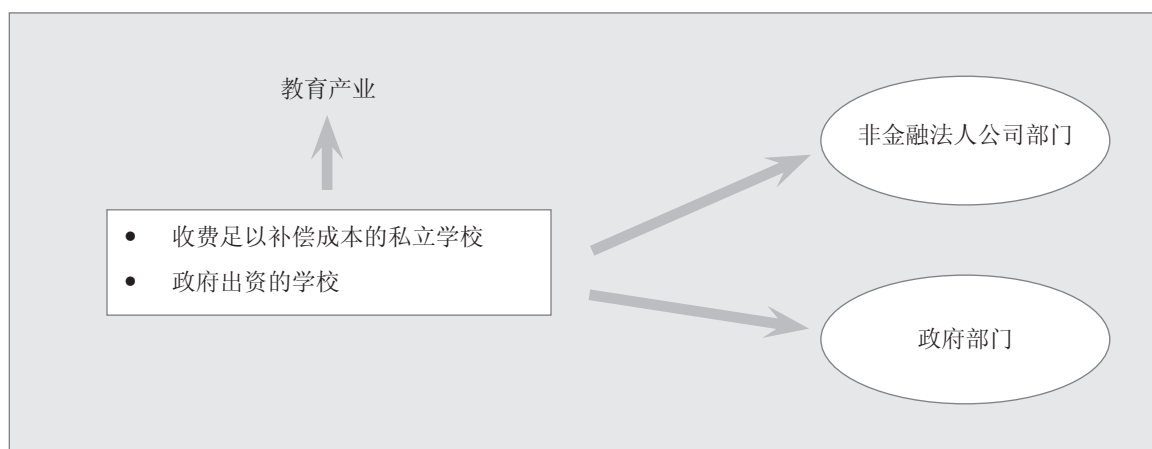 教育产业
非金融法人公司部门
• 收费足以补偿成本的私立学校
• 政府出资的学校
政府部门